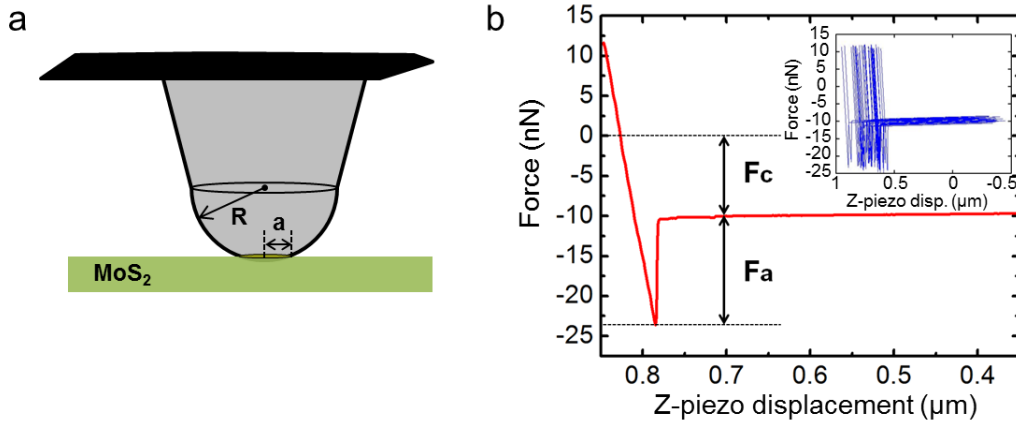 a
R
a
MoS₂
b
Force (nN)
15
10
5
0
-5
-10
-15
-20
-25
Fc
Fa
0.8 0.7 0.6 0.5 0.4
Z-piezo displacement (μm)
Force (nN)
15
10
5
0
-5
-10
-15
-20
-25
1 0.5 0 -0.5
Z-piezo disp. (μm)